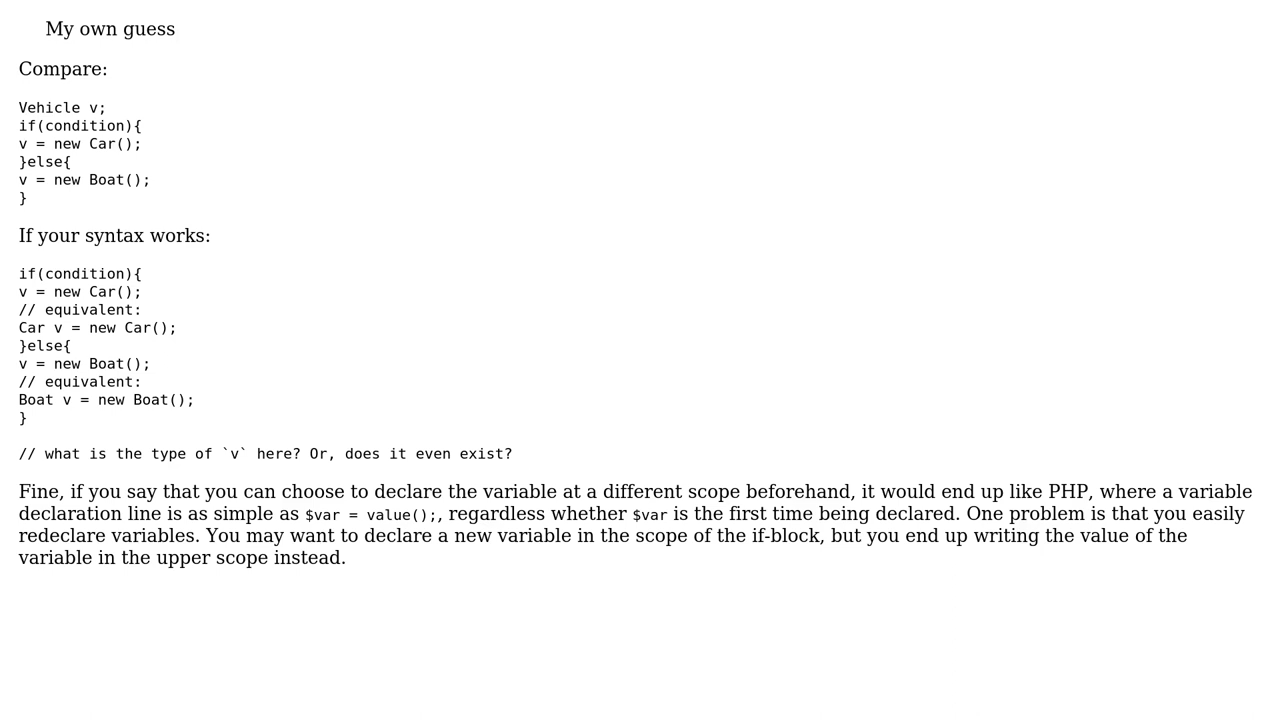 My own guess
Compare:
Vehicle v;
if(condition){
v = new Car();
}else{
v = new Boat();
}
If your syntax works:
if(condition){
v = new Car();
// equivalent:
Car v = new Car();
}else{
v = new Boat();
// equivalent:
Boat v = new Boat();
}
// what is the type of `v` here? Or, does it even exist?
Fine, if you say that you can choose to declare the variable at a different scope beforehand, it would end up like PHP, where a variable
declaration line is as simple as $var = value();, regardless whether $var is the first time being declared. One problem is that you easily
redeclare variables. You may want to declare a new variable in the scope of the if-block, but you end up writing the value of the
variable in the upper scope instead.